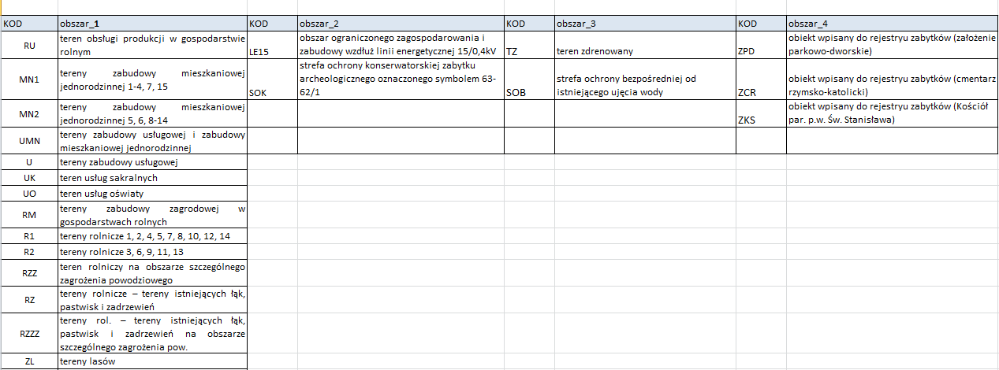 KOD obszar_1 KOD obszar_2 KOD obszar_3 KOD obszar_4
RU
teren obsługi produkcji w gospodarstwie
rolnym
LE15
obszar ograniczonego zagospodarowania i
zabudowy wzdłuż linii energetycznej 15/0,4kV
TZ
teren zdrenowany
ZPD
obiekt wpisany do rejestryu zabytków (założenie
parkowo-dworskie)
MN1
tereny zabudowy mieszkaniowej
jednorodzinnej 1-4, 7, 15
SOK
strefa ochrony konserwatorskiej zabytku
archeologicznego oznaczonego symbolem 63-
62/1
SOB
strefa ochrony bezpośredniej od
istniejącego ujęcia wody
ZCR
obiekt wpisany do rejestryu zabytków (cmentarz
rzymsko-katolicki)
MN2
tereny zabudowy mieszkaniowej
jednorodzinnej 5, 6, 8-14
ZKS
obiekt wpisany do rejestryu zabytków (Kościół
par. p.w. Św. Stanisława)
UMN
tereny zabudowy usługowej i zabudowy
mieszkaniowej jednorodzinnej
U
tereny zabudowy usługowej
UK
teren usług sakralnych
UO
teren usług oświaty
RM
tereny zabudowy zagrodowej w
gospodarstwach rolnych
R1
tereny rolnicze 1, 2, 4, 5, 7, 8, 10, 12, 14
R2
tereny rolnicze 3, 6, 9, 11, 13
RZZ
teren rolniczy na obszarze szczególnego
zagrożenia powodziowego
RZ
tereny rolnicze – tereny istniejących łąk,
pastwisk i zadrzewień
RZZZ
tereny rol. – tereny istniejących łąk,
pastwisk i zadrzewień na obszarze
szczególnego zagrożenia pow.
ZL
tereny lasów